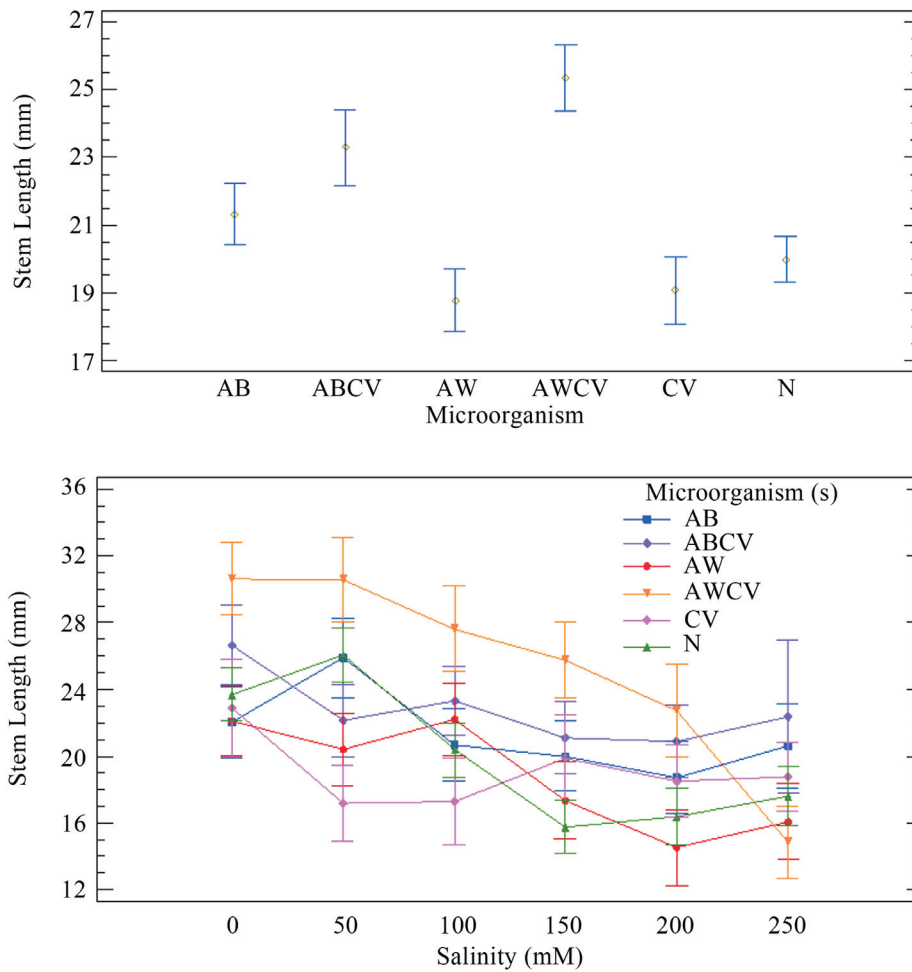 27
25
23
21
19
17
Stem Length (mm)
AB ABCV AW AWCV CV N
Microorganism
36
32
28
24
20
16
12
Stem Length (mm)
Microorganism (s)
AB
ABCV
AW
AWCV
CV
N
0 50 100 150 200 250
Salinity (mM)